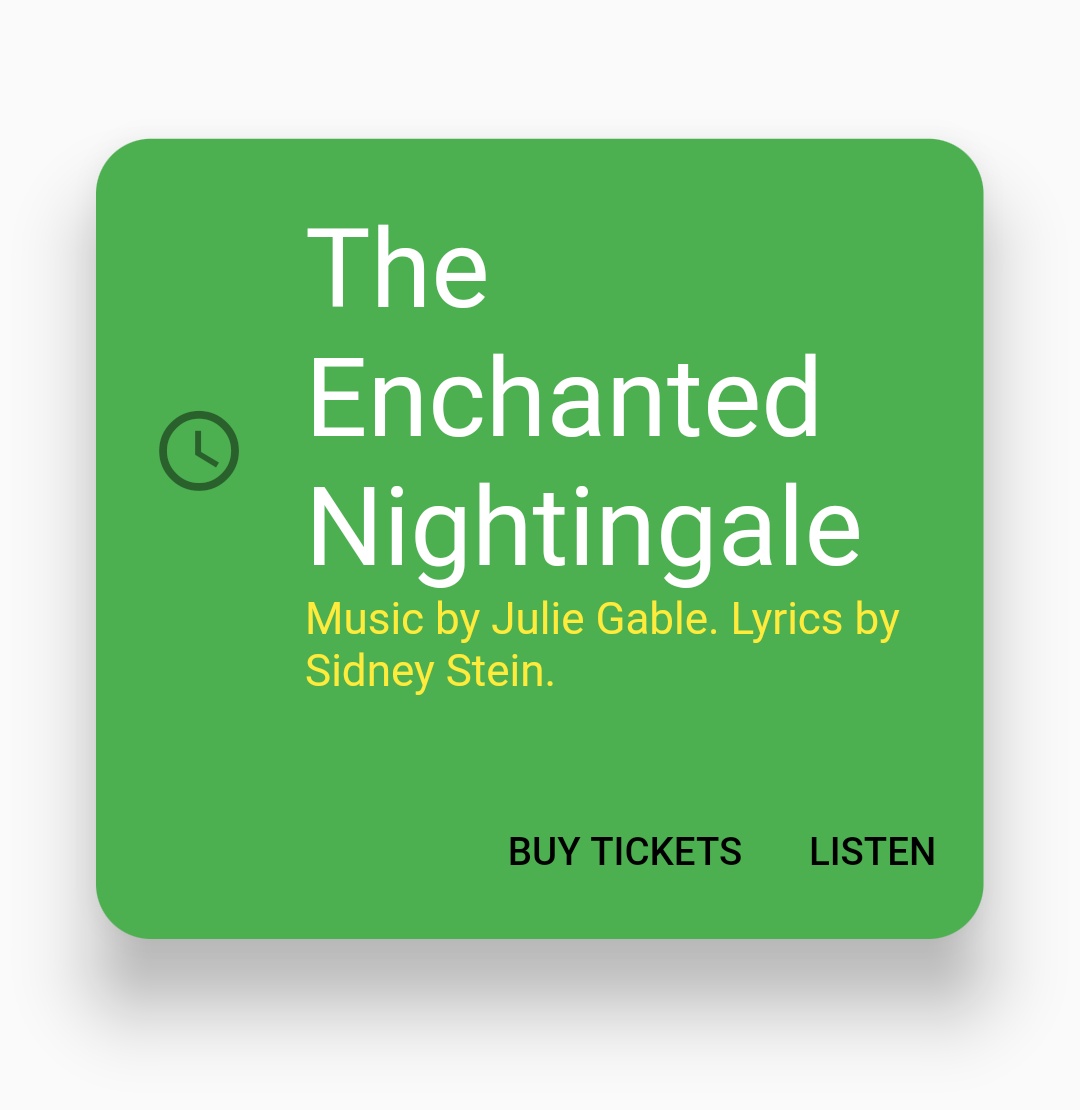 The
Enchanted
Nightingale
Music by Julie Gable. Lyrics by
Sidney Stein.
BUY TICKETS LISTEN